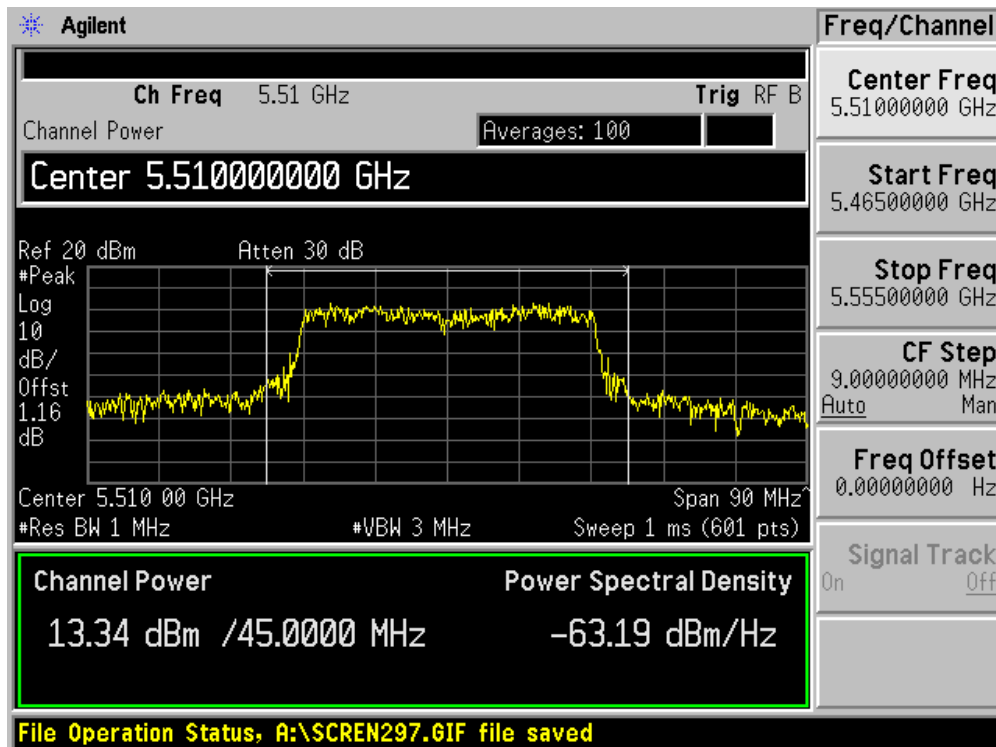 Agilent
Freq/Channel
Ch Freq 5.51 GHz Trig RF B
Channel Power Averages: 100
Center 5.510000000 GHz
Ref 20 dBm Atten 30 dB
#Peak
Log
10
dB/
Offst
1.16
dB
Center 5.510 00 GHz Span 90 MHz^
#Res BW 1 MHz #VBW 3 MHz Sweep 1 ms (601 pts)
Channel Power Power Spectral Density
13.34 dBm /45.0000 MHz -63.19 dBm/Hz
File Operation Status, A:\SCREN297.GIF file saved
Center Freq
5.51000000 GHz
Start Freq
5.46500000 GHz
Stop Freq
5.55500000 GHz
CF Step
9.00000000 MHz
Auto Man
Freq Offset
0.00000000 Hz
Signal Track
On Off